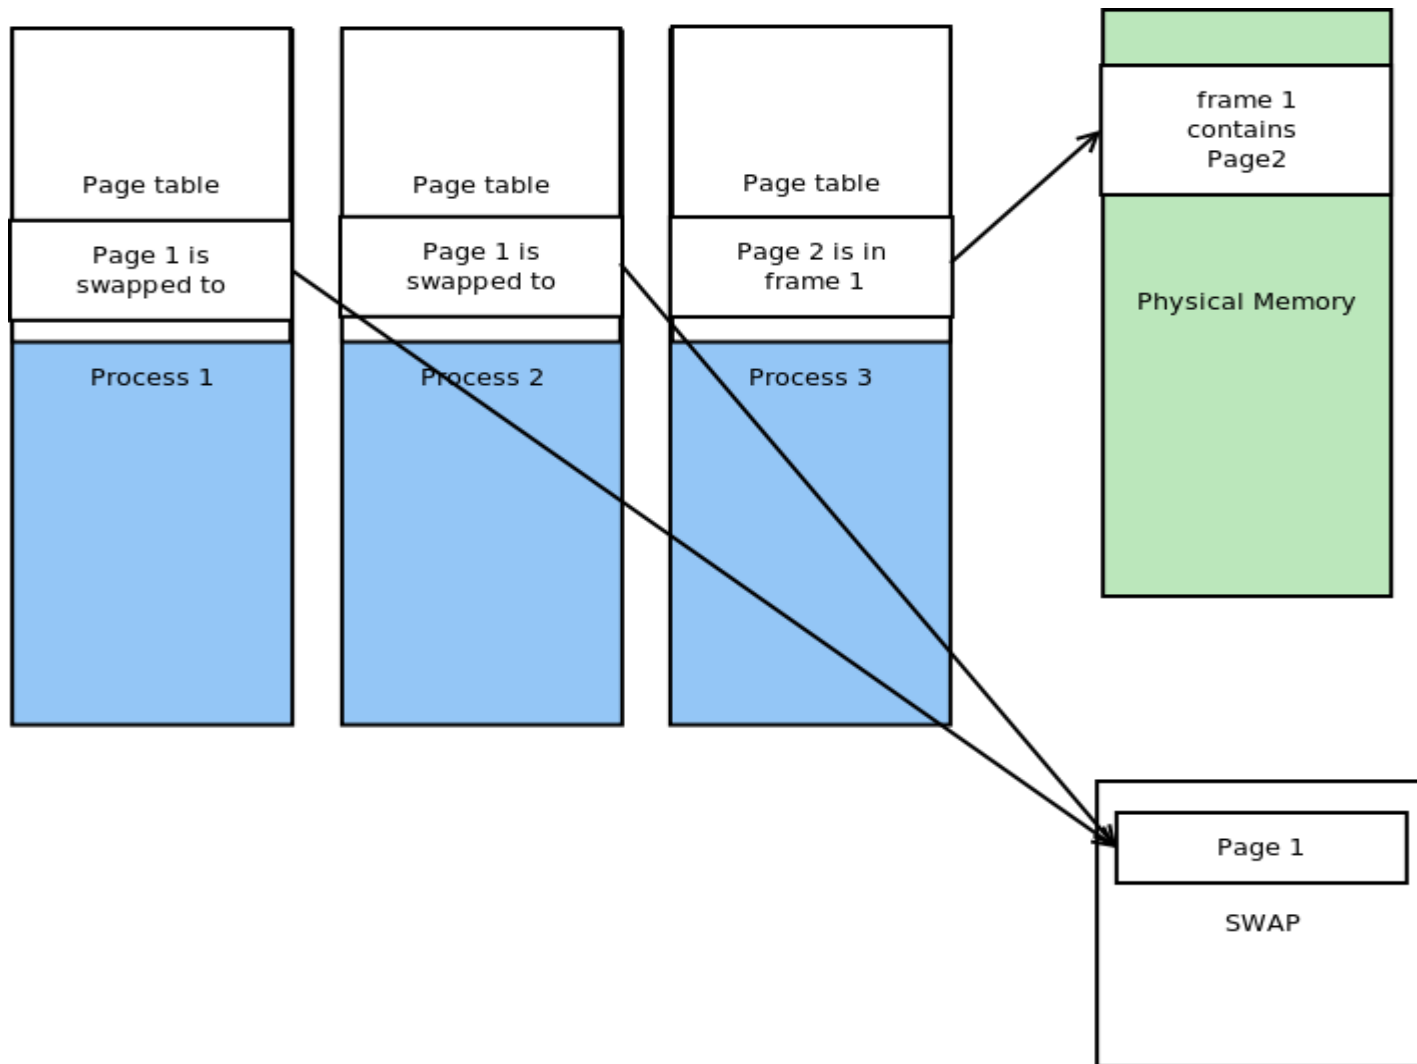 Page table
Page 1 is
swapped to
Process 1
Page table
Page 1 is
swapped to
Process 2
Page table
Page 2 is in
frame 1
Process 3
frame 1
contains
Page2
Physical Memory
Page 1
SWAP